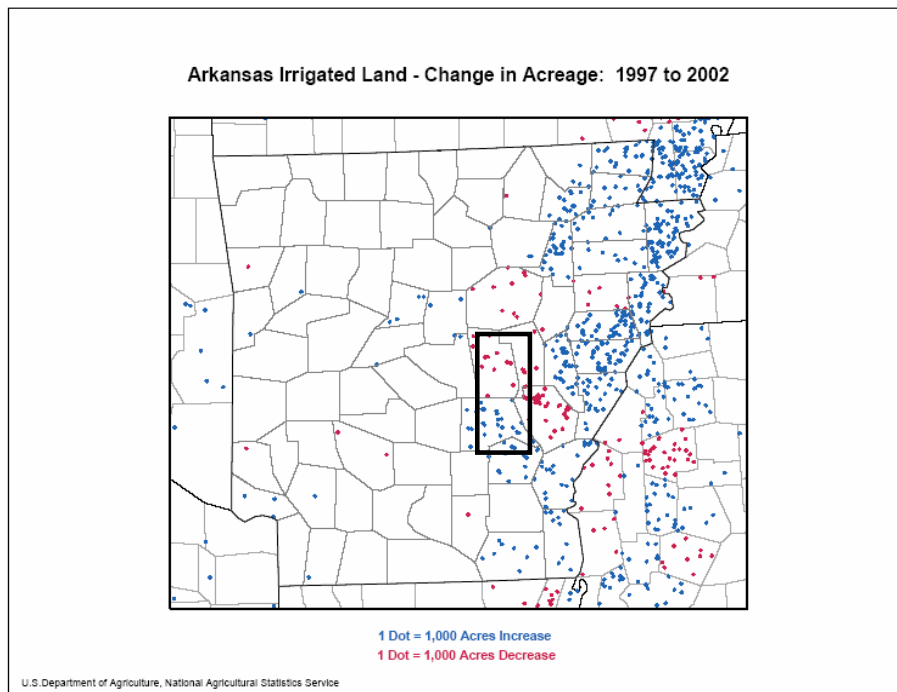 Arkansas Irrigated Land - Change in Acreage:  1997 to 2002
1 Dot = 1,000 Acres Increase
1 Dot = 1,000 Acres Decrease
U.S.Department of Agriculture, National Agricultural Statistics Service